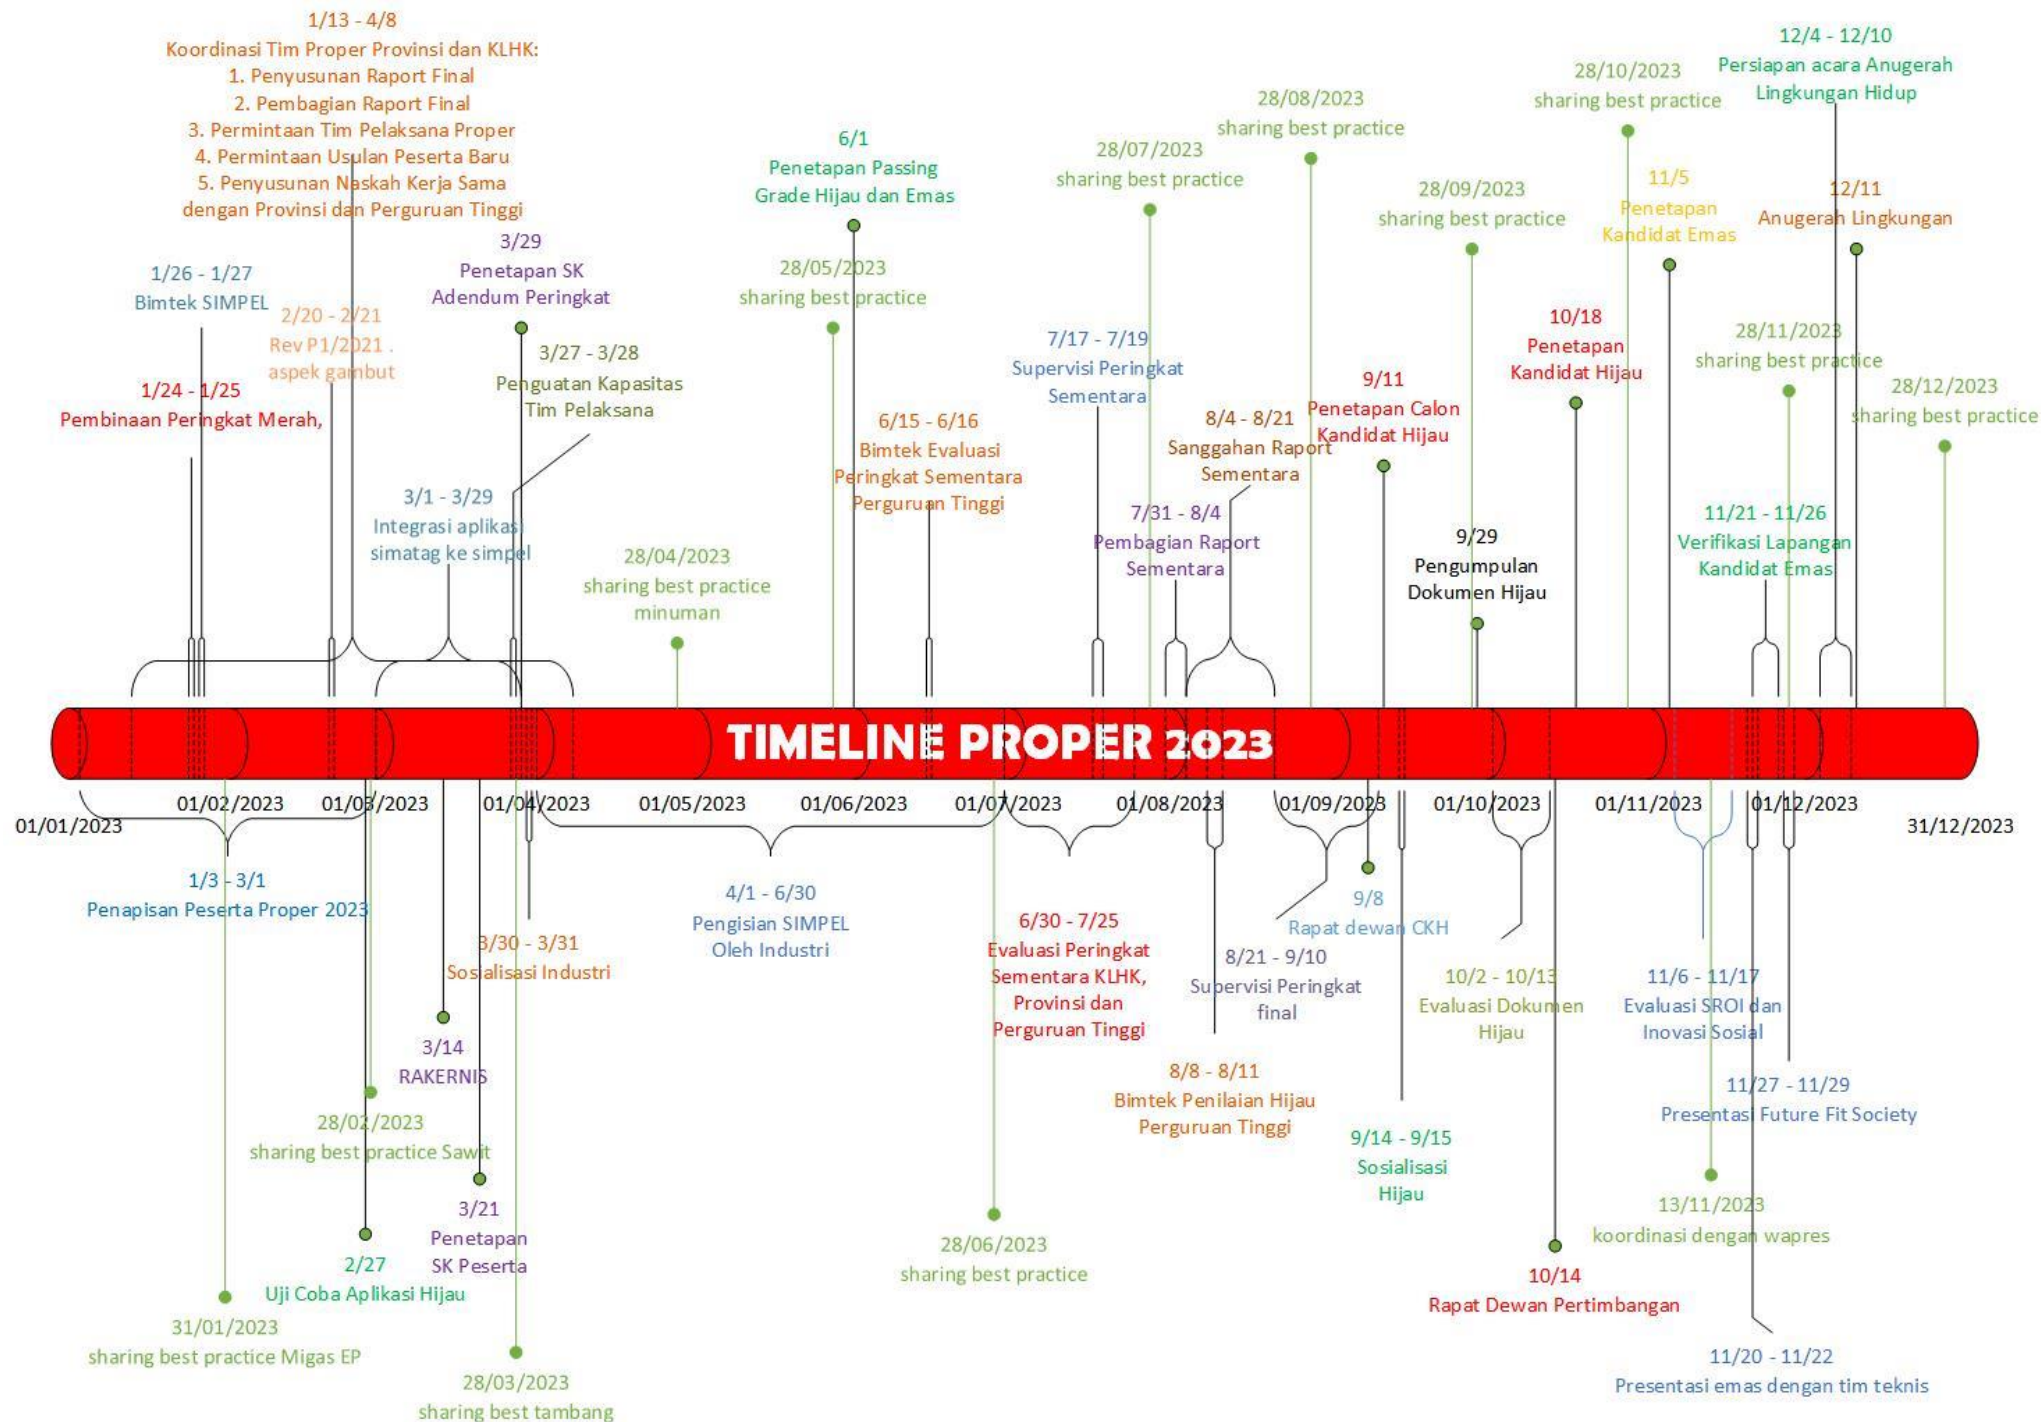 1/13 - 4/8
Koordinasi Tim Proper Provinsi dan KLHK:
1. Penyusunan Raport Final
2. Pembagian Raport Final
3. Permintaan Tim Pelaksana Proper
4. Permintaan Usulan Peserta Baru
5. Penyusunan Naskah Kerja Sama
dengan Provinsi dan Perguruan Tinggi
1/26 - 1/27
Bimtek SIMPEL
1/24 - 1/25
Pembinaan Peringkat Merah,
2/20 - 2/21
Rev P1/2021 .
aspek gambut
3/29
Penetapan SK
Adendum Peringkat
3/27 - 3/28
Penguatan Kapasitas
Tim Pelaksana
3/1 - 3/29
Integrasi aplikasi
simatag ke simpel
28/04/2023
sharing best practice
minuman
6/1
Penetapan Passing
Grade Hijau dan Emas
28/05/2023
sharing best practice
6/15 - 6/16
Bimtek Evaluasi
Peringkat Sementara
Perguruan Tinggi
28/07/2023
sharing best practice
7/17 - 7/19
Supervisi Peringkat
Sementara
7/31 - 8/4
Pembagian Raport
Sementara
8/4 - 8/21
Sanggahan Raport
Sementara
28/08/2023
sharing best practice
9/11
Penetapan Calon
Kandidat Hijau
28/09/2023
sharing best practice
9/29
Pengumpulan
Dokumen Hijau
28/10/2023
sharing best practice
10/18
Penetapan
Kandidat Hijau
11/5
Penetapan
Kandidat Emas
12/4 - 12/10
Persiapan acara Anugerah
Lingkungan Hidup
12/11
Anugerah Lingkungan
28/11/2023
sharing best practice
11/21 - 11/26
Verifikasi Lapangan
Kandidat Emas
28/12/2023
sharing best practice
TIMELINE PROPER 2023
01/01/2023
01/02/2023
01/03/2023
01/04/2023
01/05/2023
01/06/2023
01/07/2023
01/08/2023
01/09/2023
01/10/2023
01/11/2023
01/12/2023
31/12/2023
1/3 - 3/1
Penapisan Peserta Proper 2023
31/01/2023
sharing best practice Migas EP
28/02/2023
sharing best practice Sawit
2/27
Uji Coba Aplikasi Hijau
3/14
RAKERNIS
3/21
Penetapan
SK Peserta
3/30 - 3/31
Sosialisasi Industri
28/03/2023
sharing best tambang
4/1 - 6/30
Pengisian SIMPEL
Oleh Industri
28/06/2023
sharing best practice
6/30 - 7/25
Evaluasi Peringkat
Sementara KLHK,
Provinsi dan
Perguruan Tinggi
8/8 - 8/11
Bimtek Penilaian Hijau
Perguruan Tinggi
8/21 - 9/10
Supervisi Peringkat
final
9/8
Rapat dewan CKH
9/14 - 9/15
Sosialisasi
Hijau
10/2 - 10/13
Evaluasi Dokumen
Hijau
10/14
Rapat Dewan Pertimbangan
11/6 - 11/17
Evaluasi SROI dan
Inovasi Sosial
11/27 - 11/29
Presentasi Future Fit Society
13/11/2023
koordinasi dengan wapres
11/20 - 11/22
Presentasi emas dengan tim teknis